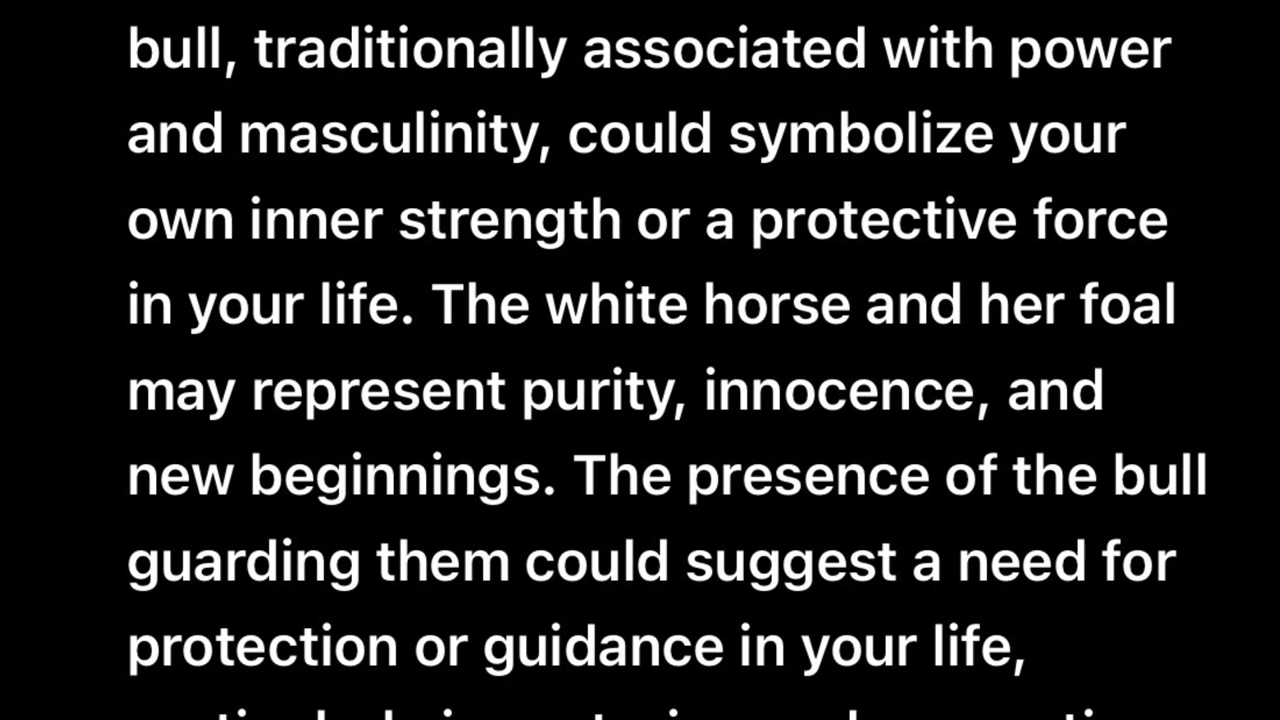 bull, traditionally associated with power
and masculinity, could symbolize your
own inner strength or a protective force
in your life. The white horse and her foal
may represent purity, innocence, and
new beginnings. The presence of the bull
guarding them could suggest a need for
protection or guidance in your life,